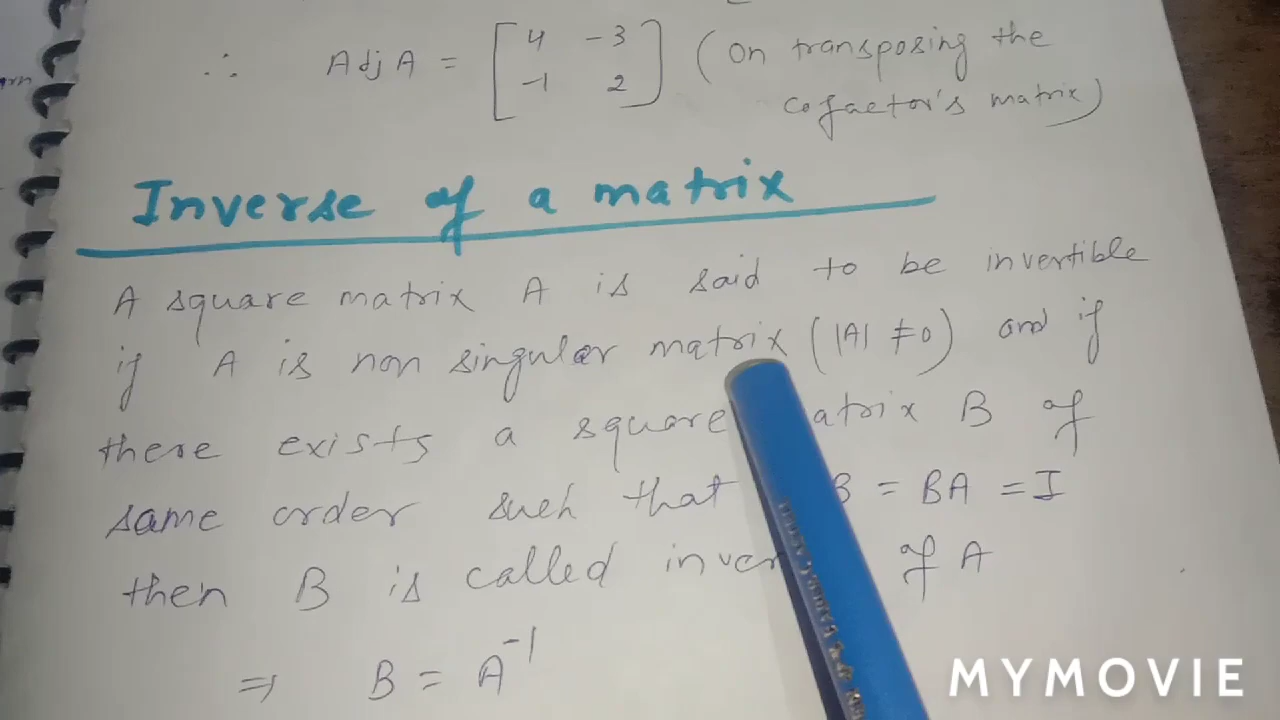 ∴ Adj A = [4 -3 -1 2] (On transposing the
cofactor's matrix)
Inverse of a matrix
A square matrix A is said to be invertible
if A is non singular matrix (|A| ≠ 0) and if
there exists a square matrix B of
same order such that B = BA = I
then B is called inver of A
⇒ B = A⁻¹
MYMOVIE